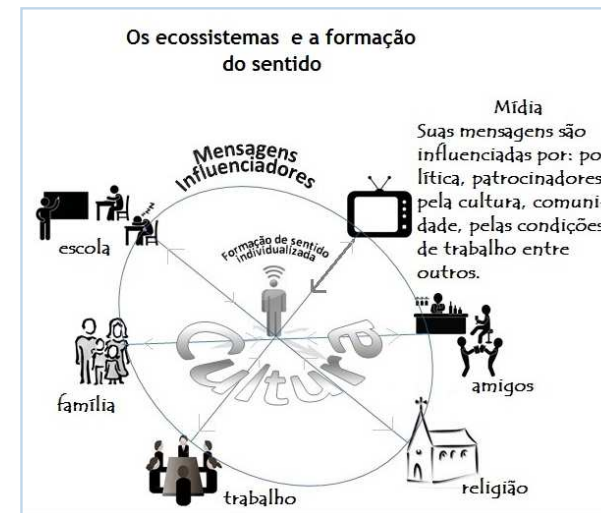 Os ecossistemas e a formação
do sentido
Mensagens
Influenciadores
Mídia
Suas mensagens são
influenciadas por: po
lítica, patrocinadores
pela cultura, comuni-
dade, pelas condições
de trabalho entre
outros.
escola
Formação de sentido
individualizada
Cultura
família
amigos
trabalho
religião